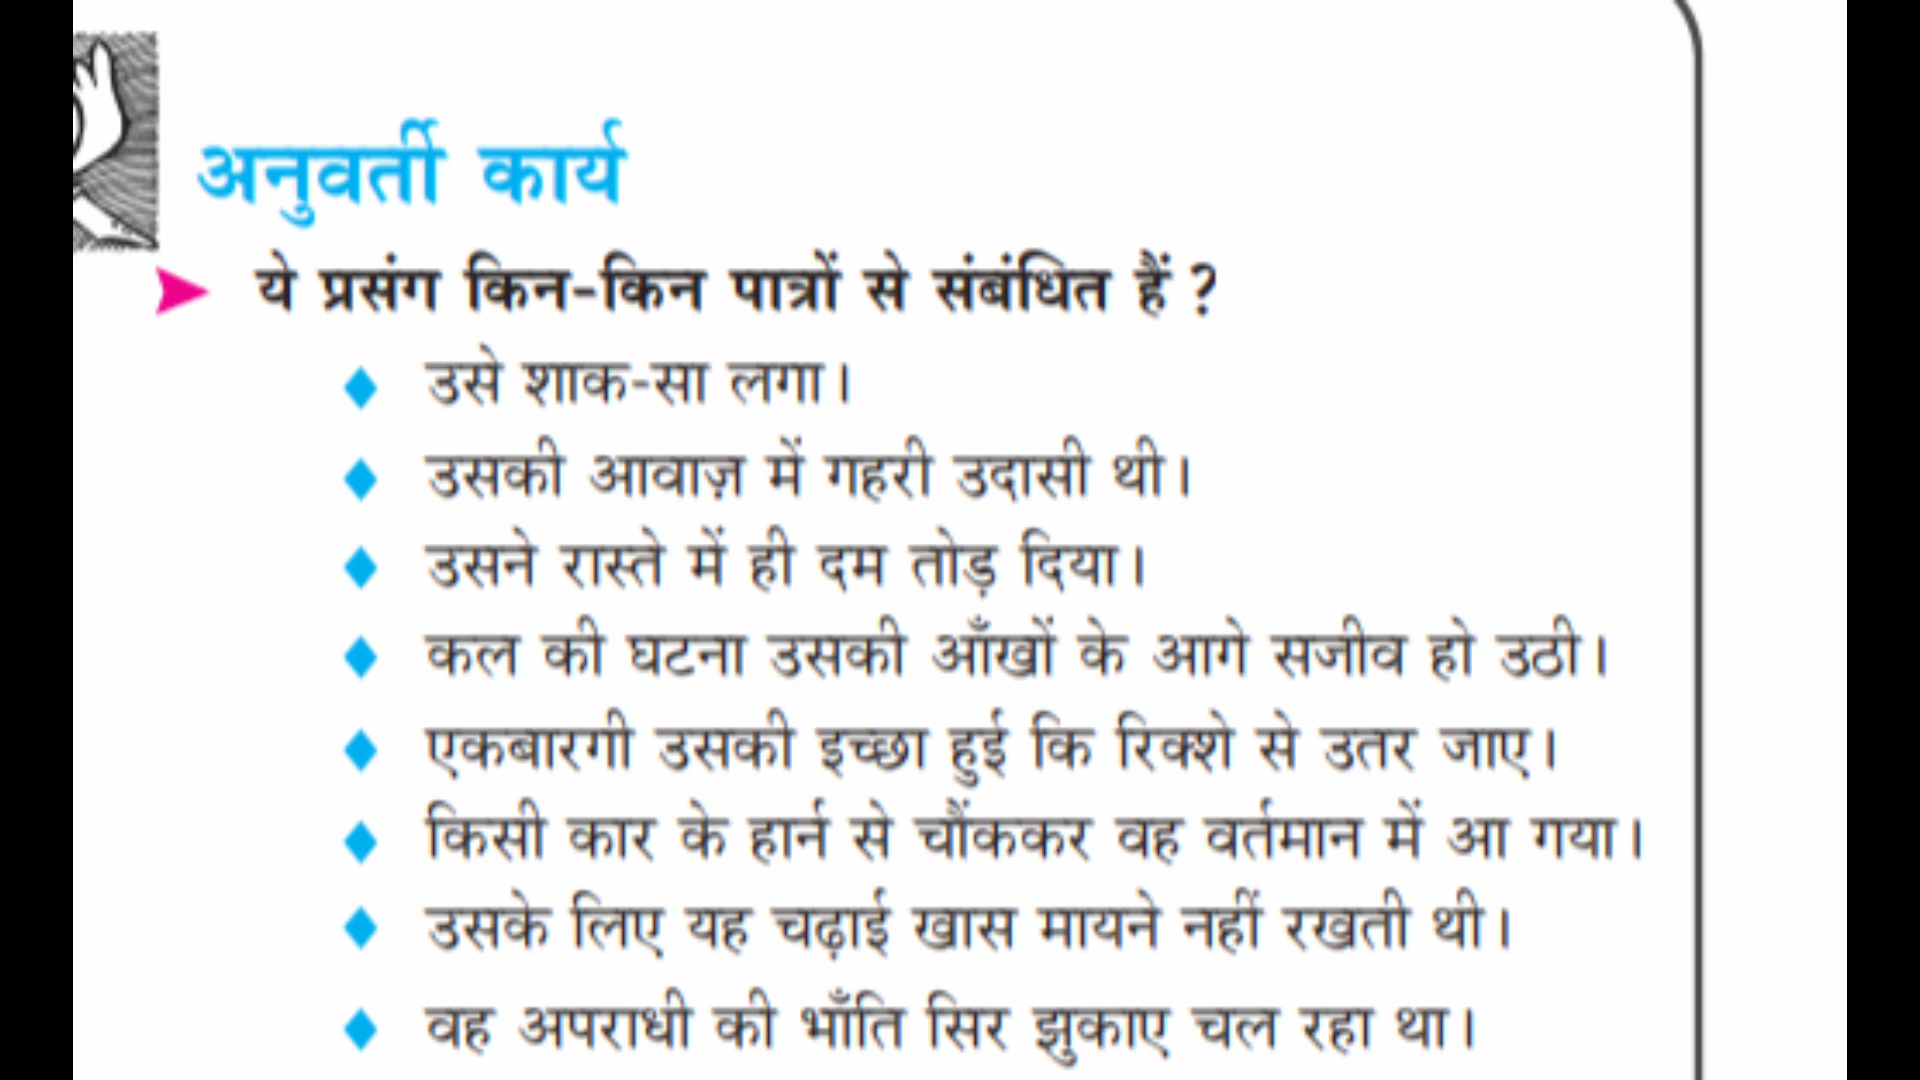 अनुवर्ती कार्य
ये प्रसंग किन-किन पात्रों से संबंधित हैं ?
उसे शाक-सा लगा।
उसकी आवाज़ में गहरी उदासी थी।
उसने रास्ते में ही दम तोड़ दिया।
कल की घटना उसकी आँखों के आगे सजीव हो उठी।
एकबारगी उसकी इच्छा हुई कि रिक्शे से उतर जाए।
किसी कार के हार्न से चौंककर वह वर्तमान में आ गया।
उसके लिए यह चढ़ाई खास मायने नहीं रखती थी।
वह अपराधी की भाँति सिर झुकाए चल रहा था।